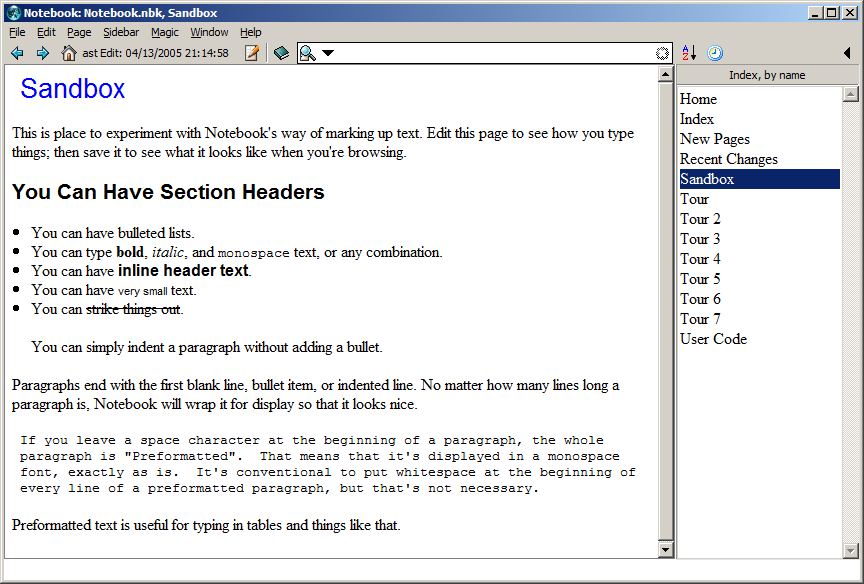 Notebook: Notebook.nbk, Sandbox
File Edit Page Sidebar Magic Window Help
ast Edit: 04/13/2005 21:14:58
Sandbox
This is place to experiment with Notebook's way of marking up text. Edit this page to see how you type
things; then save it to see what it looks like when you're browsing.
You Can Have Section Headers
• You can have bulleted lists.
• You can type bold, italic, and monospace text, or any combination.
• You can have inline header text.
• You can have very small text.
• You can strike things out.
You can simply indent a paragraph without adding a bullet.
Paragraphs end with the first blank line, bullet item, or indented line. No matter how many lines long a
paragraph is, Notebook will wrap it for display so that it looks nice.
If you leave a space character at the beginning of a paragraph, the whole
paragraph is "Preformatted".  That means that it's displayed in a monospace
font, exactly as is.  It's conventional to put whitespace at the beginning of
every line of a preformatted paragraph, but that's not necessary.
Preformatted text is useful for typing in tables and things like that.
A
Z
Index, by name
Home
Index
New Pages
Recent Changes
Sandbox
Tour
Tour 2
Tour 3
Tour 4
Tour 5
Tour 6
Tour 7
User Code